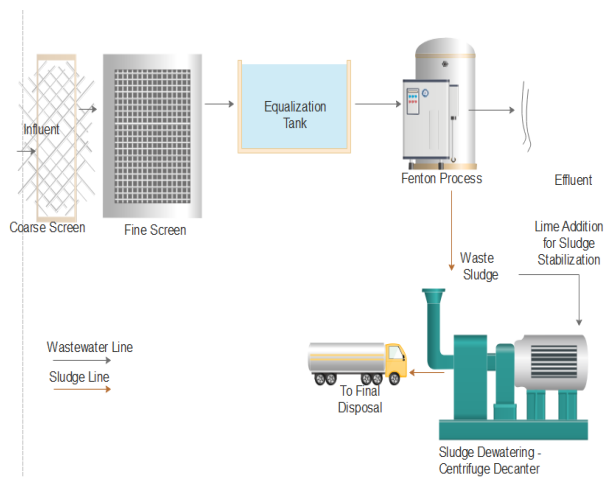 Influent
Coarse Screen
Fine Screen
Equalization
Tank
Fenton Process
Effluent
Waste
Sludge
Lime Addition
for Sludge
Stabilization
Wastewater Line
Sludge Line
To Final
Disposal
Sludge Dewatering -
Centrifuge Decanter